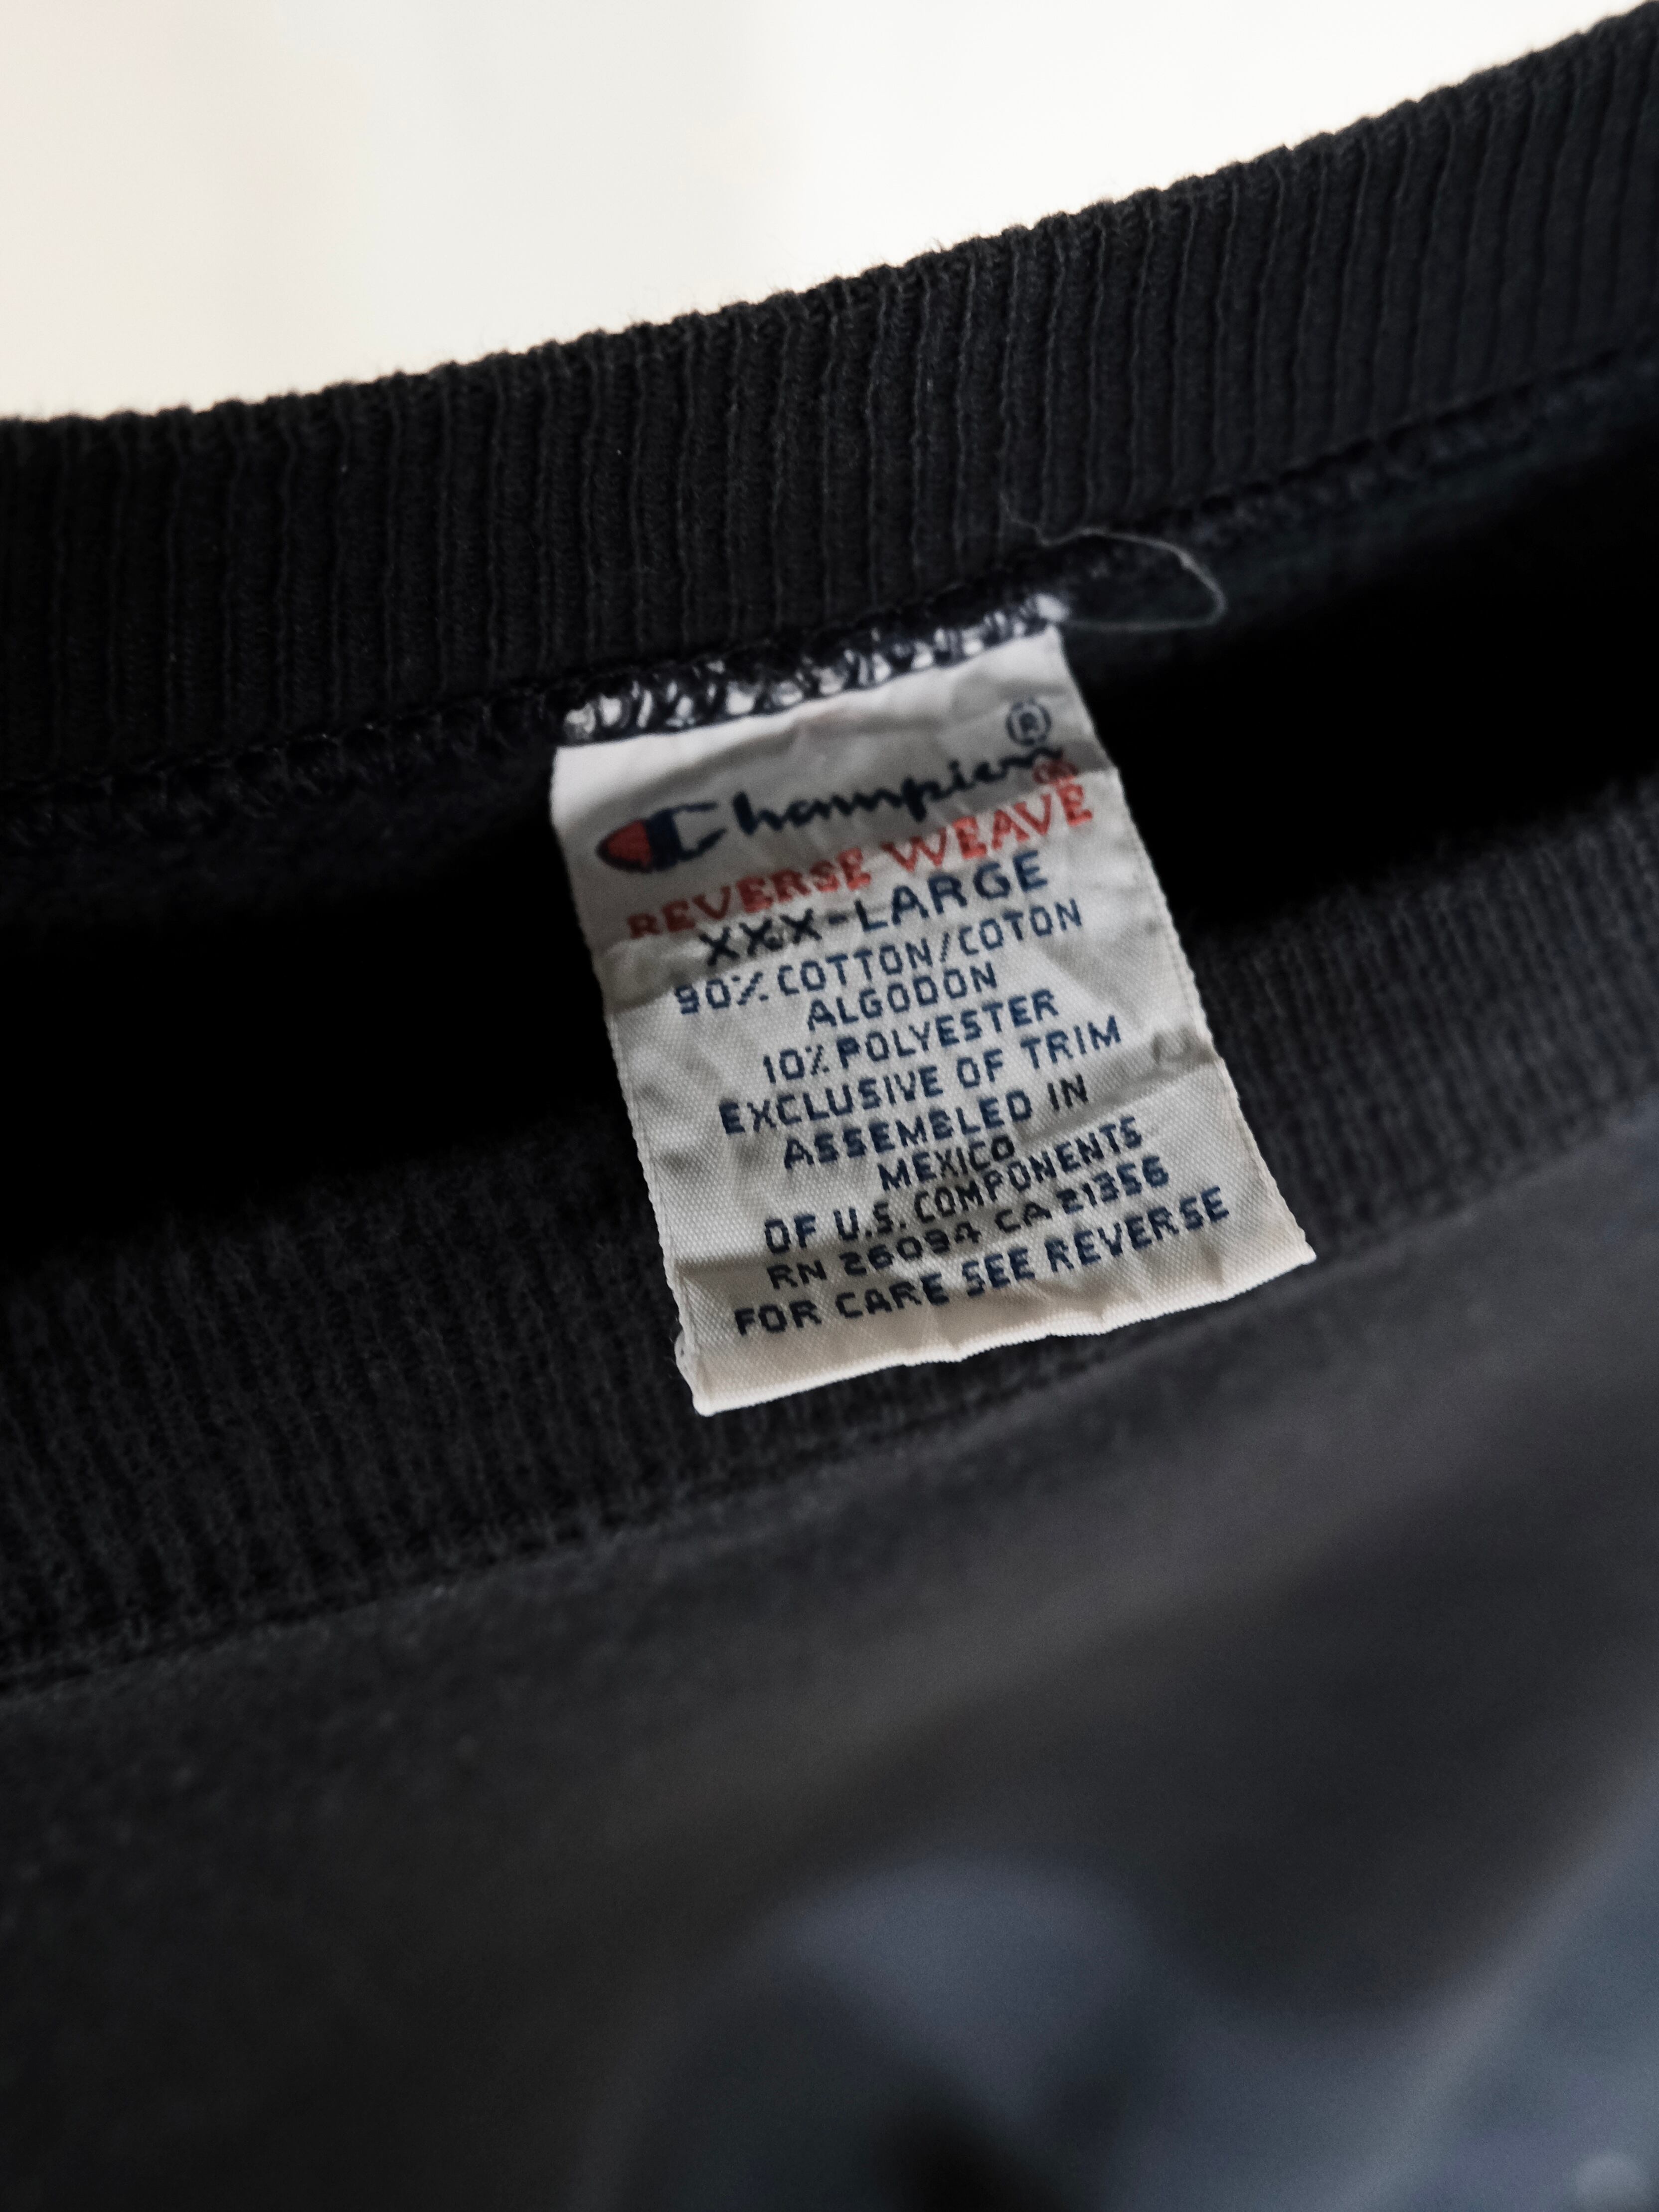 Champion®
REVERSE WEAVE®
XXX-LARGE
90% COTTON/COTON
ALGODON
10% POLYESTER
EXCLUSIVE OF TRIM
ASSEMBLED IN
MEXICO
OF U.S. COMPONENTS
RN 26094 CA 21356
FOR CARE SEE REVERSE